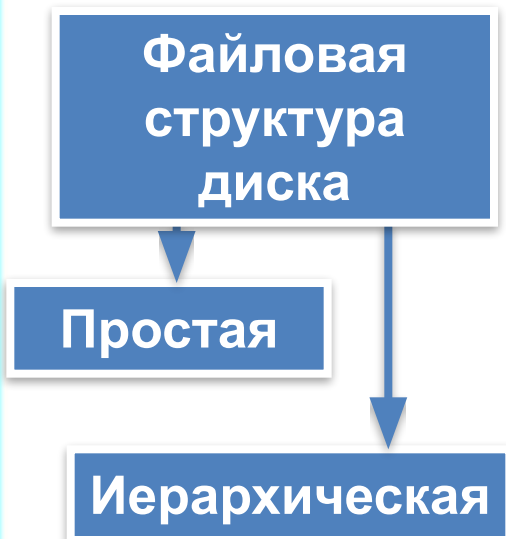 Файловая
структура
диска
Простая
Иерархическая